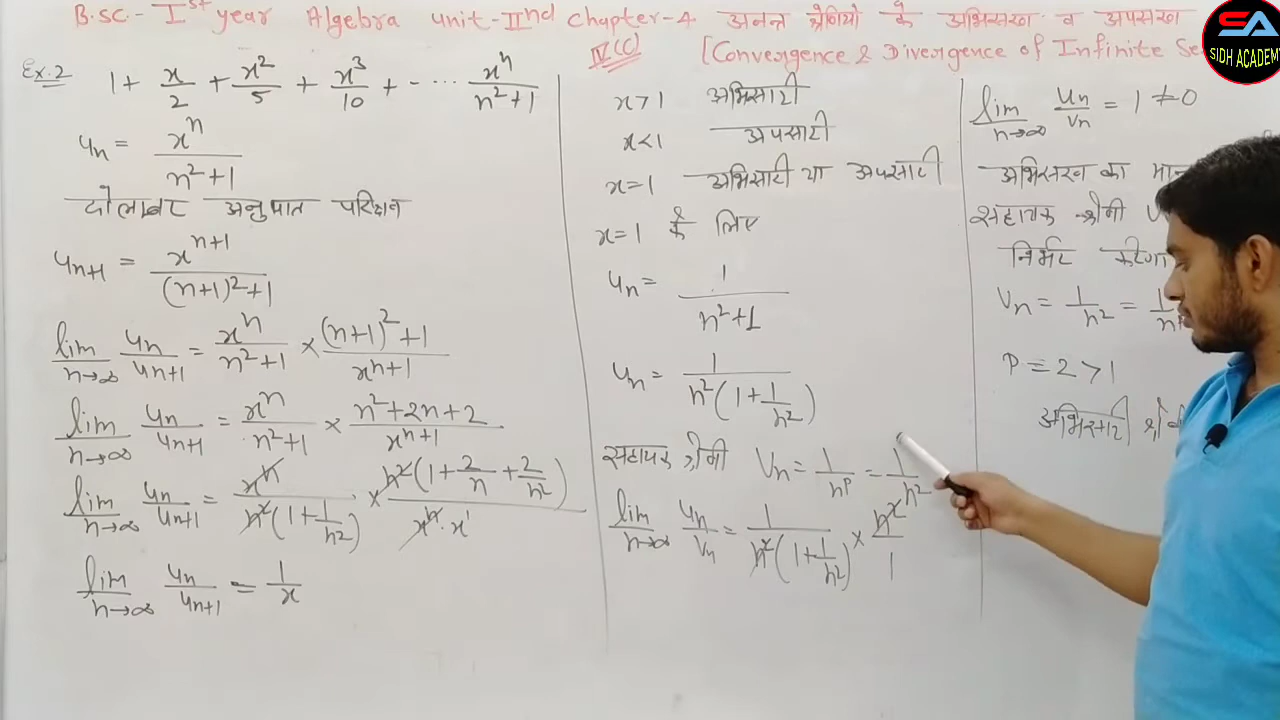 B.sc - Ist year Algebra unit-IInd chapter-4 अनन्त श्रेणियो के अभिसरण व अपसरण
IV(C) [Convergence & Divergence of Infinite Se
SA
SIDH ACADEMY
Ex.2 1 + x/2 + x²/5 + x³/10 + - ---- xⁿ/n²+1
uₙ = xⁿ/n²+1
अनुपात परिक्षन
uₙ₊₁ = xⁿ⁺¹/(n+1)²+1
lim n→∞ uₙ/uₙ₊₁ = xⁿ/n²+1 × (n+1)²+1/xⁿ⁺¹
lim n→∞ uₙ/uₙ₊₁ = xⁿ/n²+1 × n²+2n+2/xⁿ⁺¹
lim n→∞ uₙ/uₙ₊₁ = xⁿ/n²(1+1/n²) × n²(1+2/n+2/n²)/xⁿ·x¹
lim n→∞ uₙ/uₙ₊₁ = 1/x
x>1 अभिसारी
x<1 अपसारी
x=1 अभिसारी या अपसारी
x=1 के लिए
uₙ = 1/n²+1
uₙ = 1/n²(1+1/n²)
सहायक श्रेनी Vₙ = 1/nᵖ = 1/n²
lim n→∞ uₙ/vₙ = 1/n²(1+1/n²) × n²/1
lim n→∞ uₙ/vₙ = 1 ≠ 0
अभिसरण का मान
सहायक श्रेनी V
निर्भर करेगा
Vₙ = 1/n² = 1/nᵖ
P = 2 > 1
अभिसारी श्रेनी